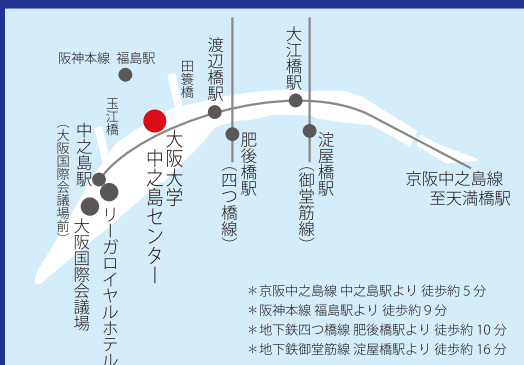 阪神本線 福島駅
田簑橋
渡辺橋駅
大江橋駅
玉江橋
中之島駅
(大阪国際会議場前)
大阪大学
中之島センター
肥後橋駅
(四つ橋線)
淀屋橋駅
(御堂筋線)
京阪中之島線
至天満橋駅
リーガロイヤルホテル
大阪国際会議場
＊京阪中之島線 中之島駅より 徒歩約5分
＊阪神本線 福島駅より 徒歩約9分
＊地下鉄四つ橋線 肥後橋駅より 徒歩約10分
＊地下鉄御堂筋線 淀屋橋駅より 徒歩約16分